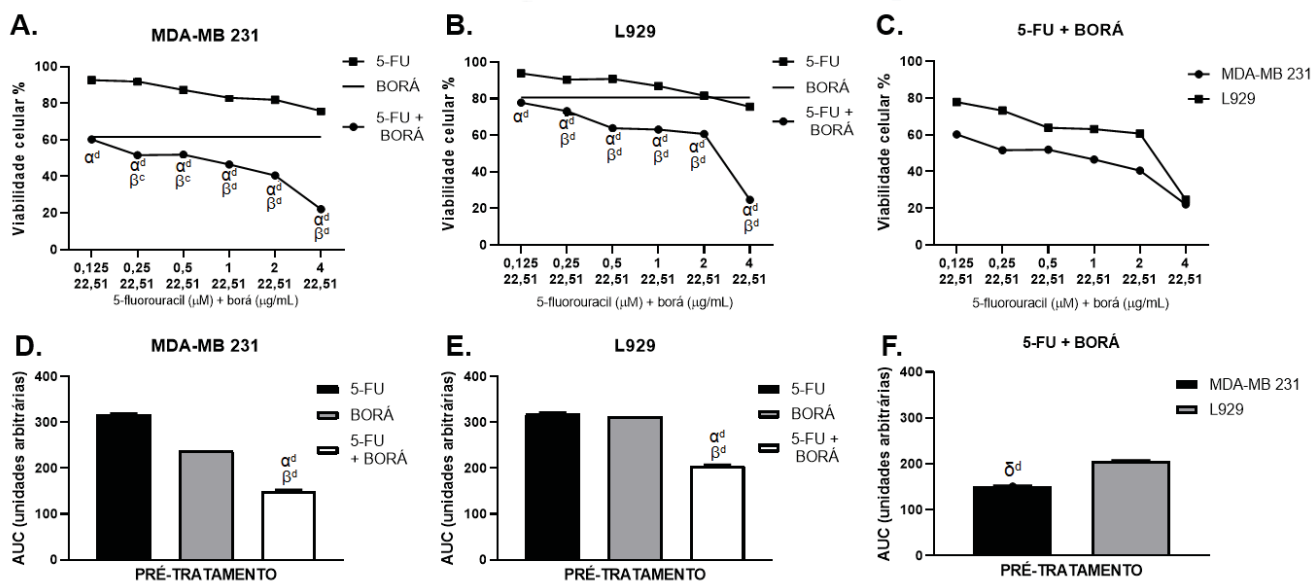 A.
MDA-MB 231
Viabilidade celular %
100
80
60
40
20
0
αᵈ
αᵈ
βᶜ
αᵈ
βᶜ
αᵈ
βᵈ
αᵈ
βᵈ
αᵈ
βᵈ
0,125 0,25 0,5 1 2 4
22,51 22,51 22,51 22,51 22,51 22,51
5-fluorouracil (μM) + borá (μg/mL)
5-FU
BORÁ
5-FU +
BORÁ
B.
L929
Viabilidade celular %
100
80
60
40
20
0
αᵈ
αᵈ
βᵈ
αᵈ
βᵈ
αᵈ
βᵈ
αᵈ
βᵈ
αᵈ
βᵈ
0,125 0,25 0,5 1 2 4
22,51 22,51 22,51 22,51 22,51 22,51
5-fluorouracil (μM) + borá (μg/mL)
5-FU
BORÁ
5-FU +
BORÁ
C.
5-FU + BORÁ
Viabilidade celular %
100
80
60
40
20
0
0,125 0,25 0,5 1 2 4
22,51 22,51 22,51 22,51 22,51 22,51
5-fluorouracil (μM) + borá (μg/mL)
MDA-MB 231
L929
D.
MDA-MB 231
AUC (unidades arbitrárias)
400
300
200
100
0
αᵈ
βᵈ
PRÉ-TRATAMENTO
5-FU
BORÁ
5-FU
+ BORÁ
E.
L929
AUC (unidades arbitrárias)
400
300
200
100
0
αᵈ
βᵈ
PRÉ-TRATAMENTO
5-FU
BORÁ
5-FU +
BORÁ
F.
5-FU + BORÁ
AUC (unidades arbitrárias)
400
300
200
100
0
δᵈ
PRÉ-TRATAMENTO
MDA-MB 231
L929